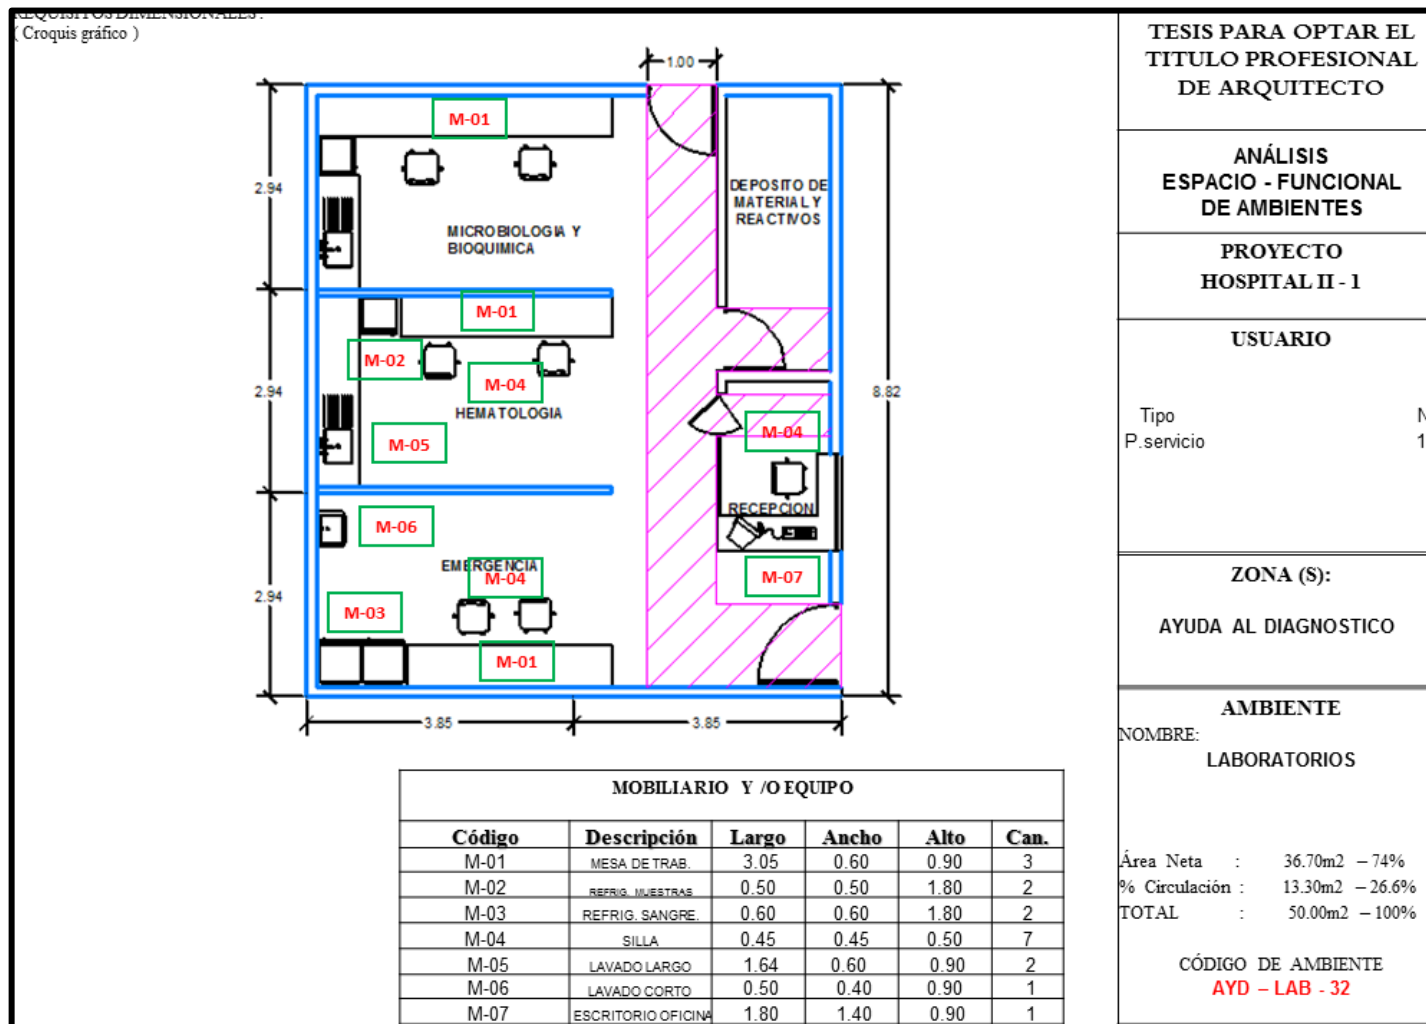 REQUISITOS DIMENSIONALES :
( Croquis gráfico )
1.00
M-01
2.94
DEPOSITO DE
MATERIAL Y
REACTIVOS
MICROBIOLOGIA Y
BIOQUIMICA
M-01
M-02
M-04
2.94
8.82
HEMATOLOGIA
M-04
M-05
RECEPCION
M-06
EMERGENCIA
M-04
M-07
2.94
M-03
M-01
3.85
3.85
MOBILIARIO Y /O EQUIPO
Código Descripción Largo Ancho Alto Can.
M-01 MESA DE TRAB. 3.05 0.60 0.90 3
M-02 REFRIG. MUESTRAS 0.50 0.50 1.80 2
M-03 REFRIG. SANGRE. 0.60 0.60 1.80 2
M-04 SILLA 0.45 0.45 0.50 7
M-05 LAVADO LARGO 1.64 0.60 0.90 2
M-06 LAVADO CORTO 0.50 0.40 0.90 1
M-07 ESCRITORIO OFICINA 1.80 1.40 0.90 1
TESIS PARA OPTAR EL
TITULO PROFESIONAL
DE ARQUITECTO
ANÁLISIS
ESPACIO - FUNCIONAL
DE AMBIENTES
PROYECTO
HOSPITAL II - 1
USUARIO
Tipo N
P.servicio 1
ZONA (S):
AYUDA AL DIAGNOSTICO
AMBIENTE
NOMBRE:
LABORATORIOS
Área Neta : 36.70m2 – 74%
% Circulación : 13.30m2 – 26.6%
TOTAL : 50.00m2 – 100%
CÓDIGO DE AMBIENTE
AYD – LAB - 32